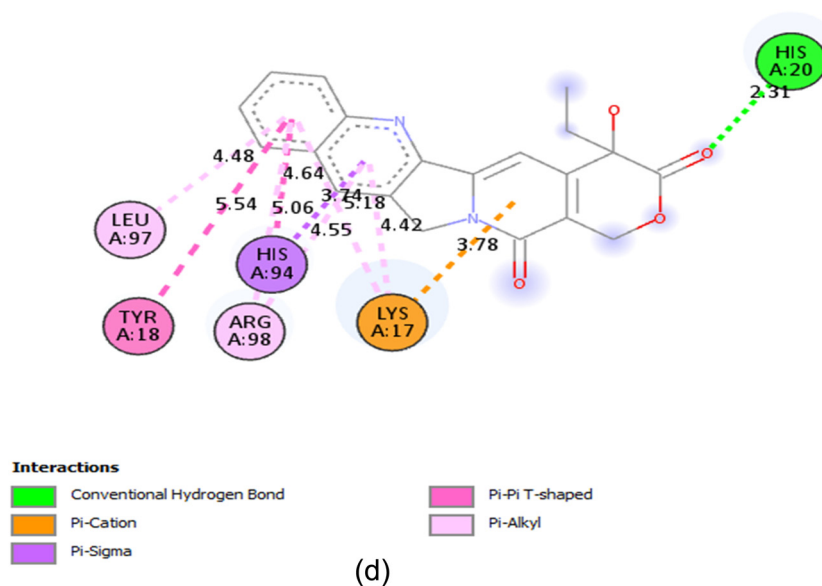 HIS
A:20
2.31
N
O
O
O
N
O
4.48
4.64
3.74
5.18
5.54
5.06
4.55
4.42
3.78
LEU
A:97
HIS
A:94
TYR
A:18
ARG
A:98
LYS
A:17
Interactions
Conventional Hydrogen Bond
Pi-Cation
Pi-Sigma
Pi-Pi T-shaped
Pi-Alkyl
(d)